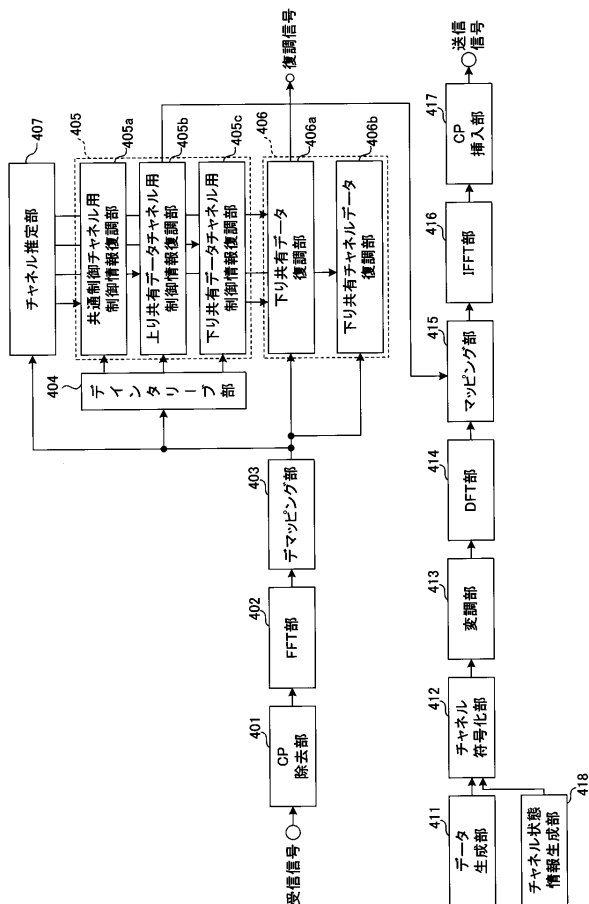 受信信号
401
CP
除去部
402
FFT部
403
デマッピング部
404
デインタリーブ部
407
チャネル推定部
405
405a
共通制御チャネル用
制御情報復調部
405b
上り共有データチャネル用
制御情報復調部
405c
下り共有データチャネル用
制御情報復調部
406
406a
下り共有データ
復調部
406b
下り共有チャネルデータ
復調部
復調信号
411
データ
生成部
418
チャネル状態
情報生成部
412
チャネル
符号化部
413
変調部
414
DFT部
415
マッピング部
416
IFFT部
417
CP
挿入部
送信
信号